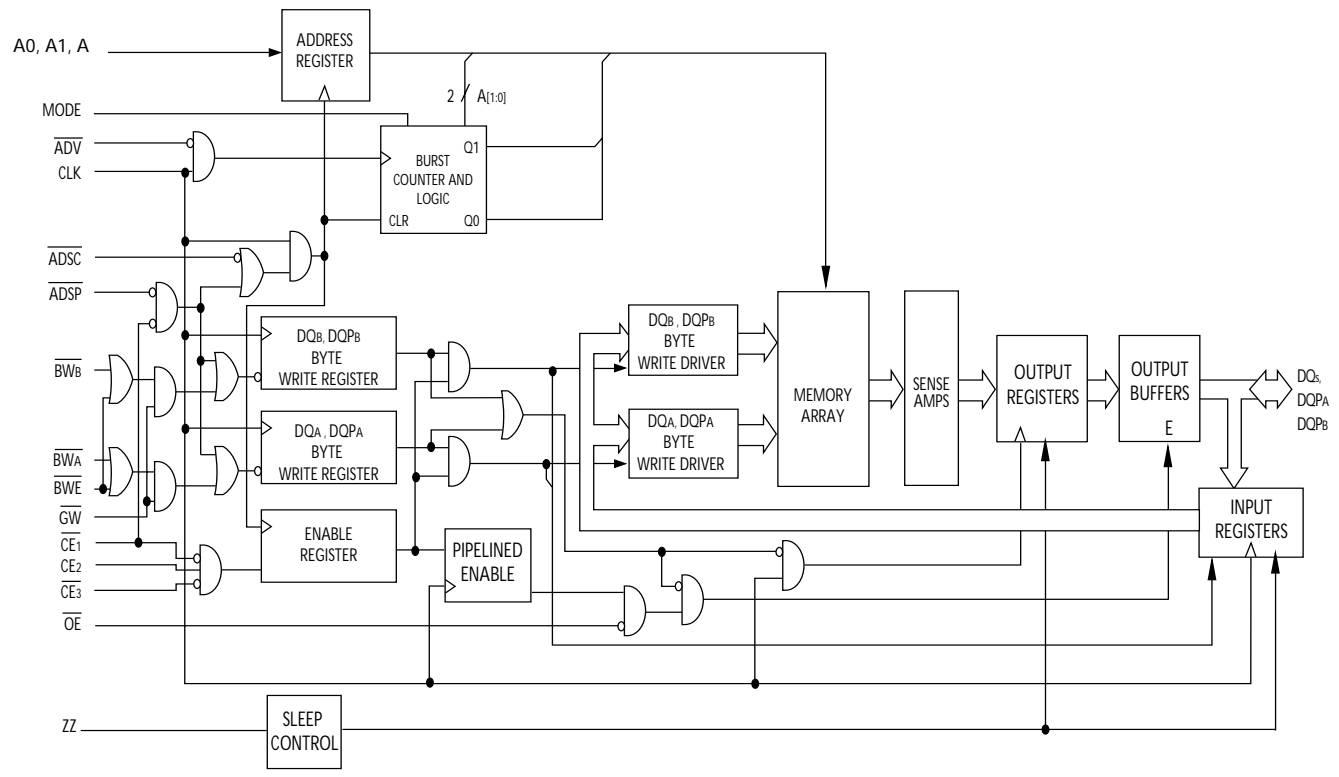 A0, A1, A
ADDRESS
REGISTER
MODE
2
A[1:0]
ADV
CLK
BURST
COUNTER AND
LOGIC
Q1
CLR
Q0
ADSC
ADSP
DQB, DQPB
BYTE
WRITE REGISTER
BWB
DQA, DQPA
BYTE
WRITE REGISTER
BWA
BWE
GW
CE1
CE2
CE3
ENABLE
REGISTER
PIPELINED
ENABLE
OE
DQB, DQPB
BYTE
WRITE DRIVER
DQA, DQPA
BYTE
WRITE DRIVER
MEMORY
ARRAY
SENSE
AMPS
OUTPUT
REGISTERS
OUTPUT
BUFFERS
E
DQs,
DQPA
DQPB
INPUT
REGISTERS
ZZ
SLEEP
CONTROL